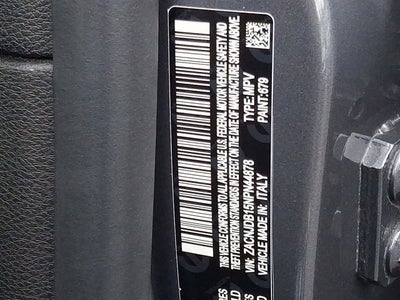 THIS VEHICLE CONFORMS TO ALL APPLICABLE U.S. FEDERAL MOTOR VEHICLE SAFETY AND
THEFT PREVENTION STANDARDS IN EFFECT ON THE DATE OF MANUFACTURE SHOWN ABOVE
VIN: ZACNJDB15NPN44878 TYPE: MPV
VEHICLE MADE IN: ITALY PAINT: 679